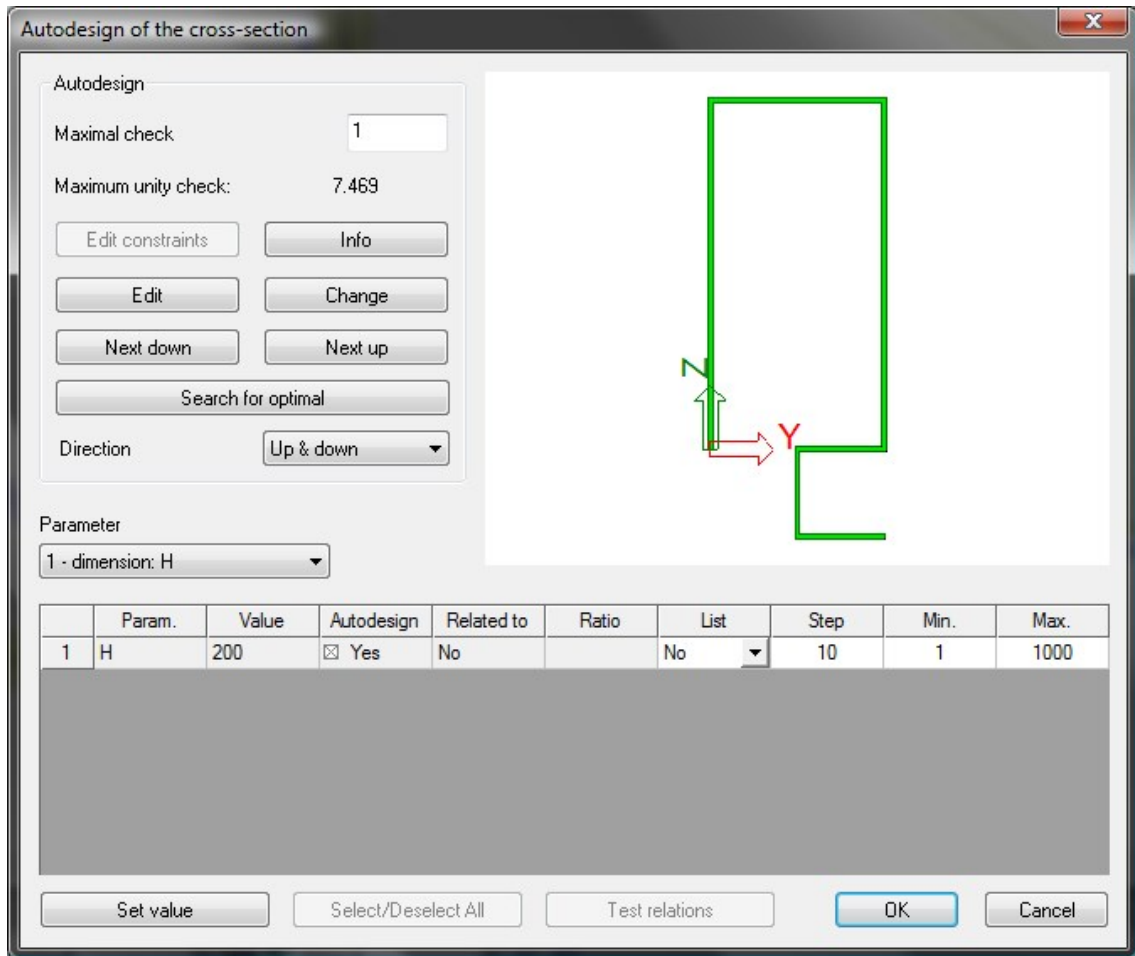 Autodesign of the cross-section
Autodesign
Maximal check 1
Maximum unity check: 7.469
Edit constraints Info
Edit Change
Next down Next up
Search for optimal
Direction Up & down
Z
Y
Parameter
1 - dimension: H
Param. Value Autodesign Related to Ratio List Step Min. Max.
1 H 200 Yes No No 10 1 1000
Set value Select/Deselect All Test relations OK Cancel